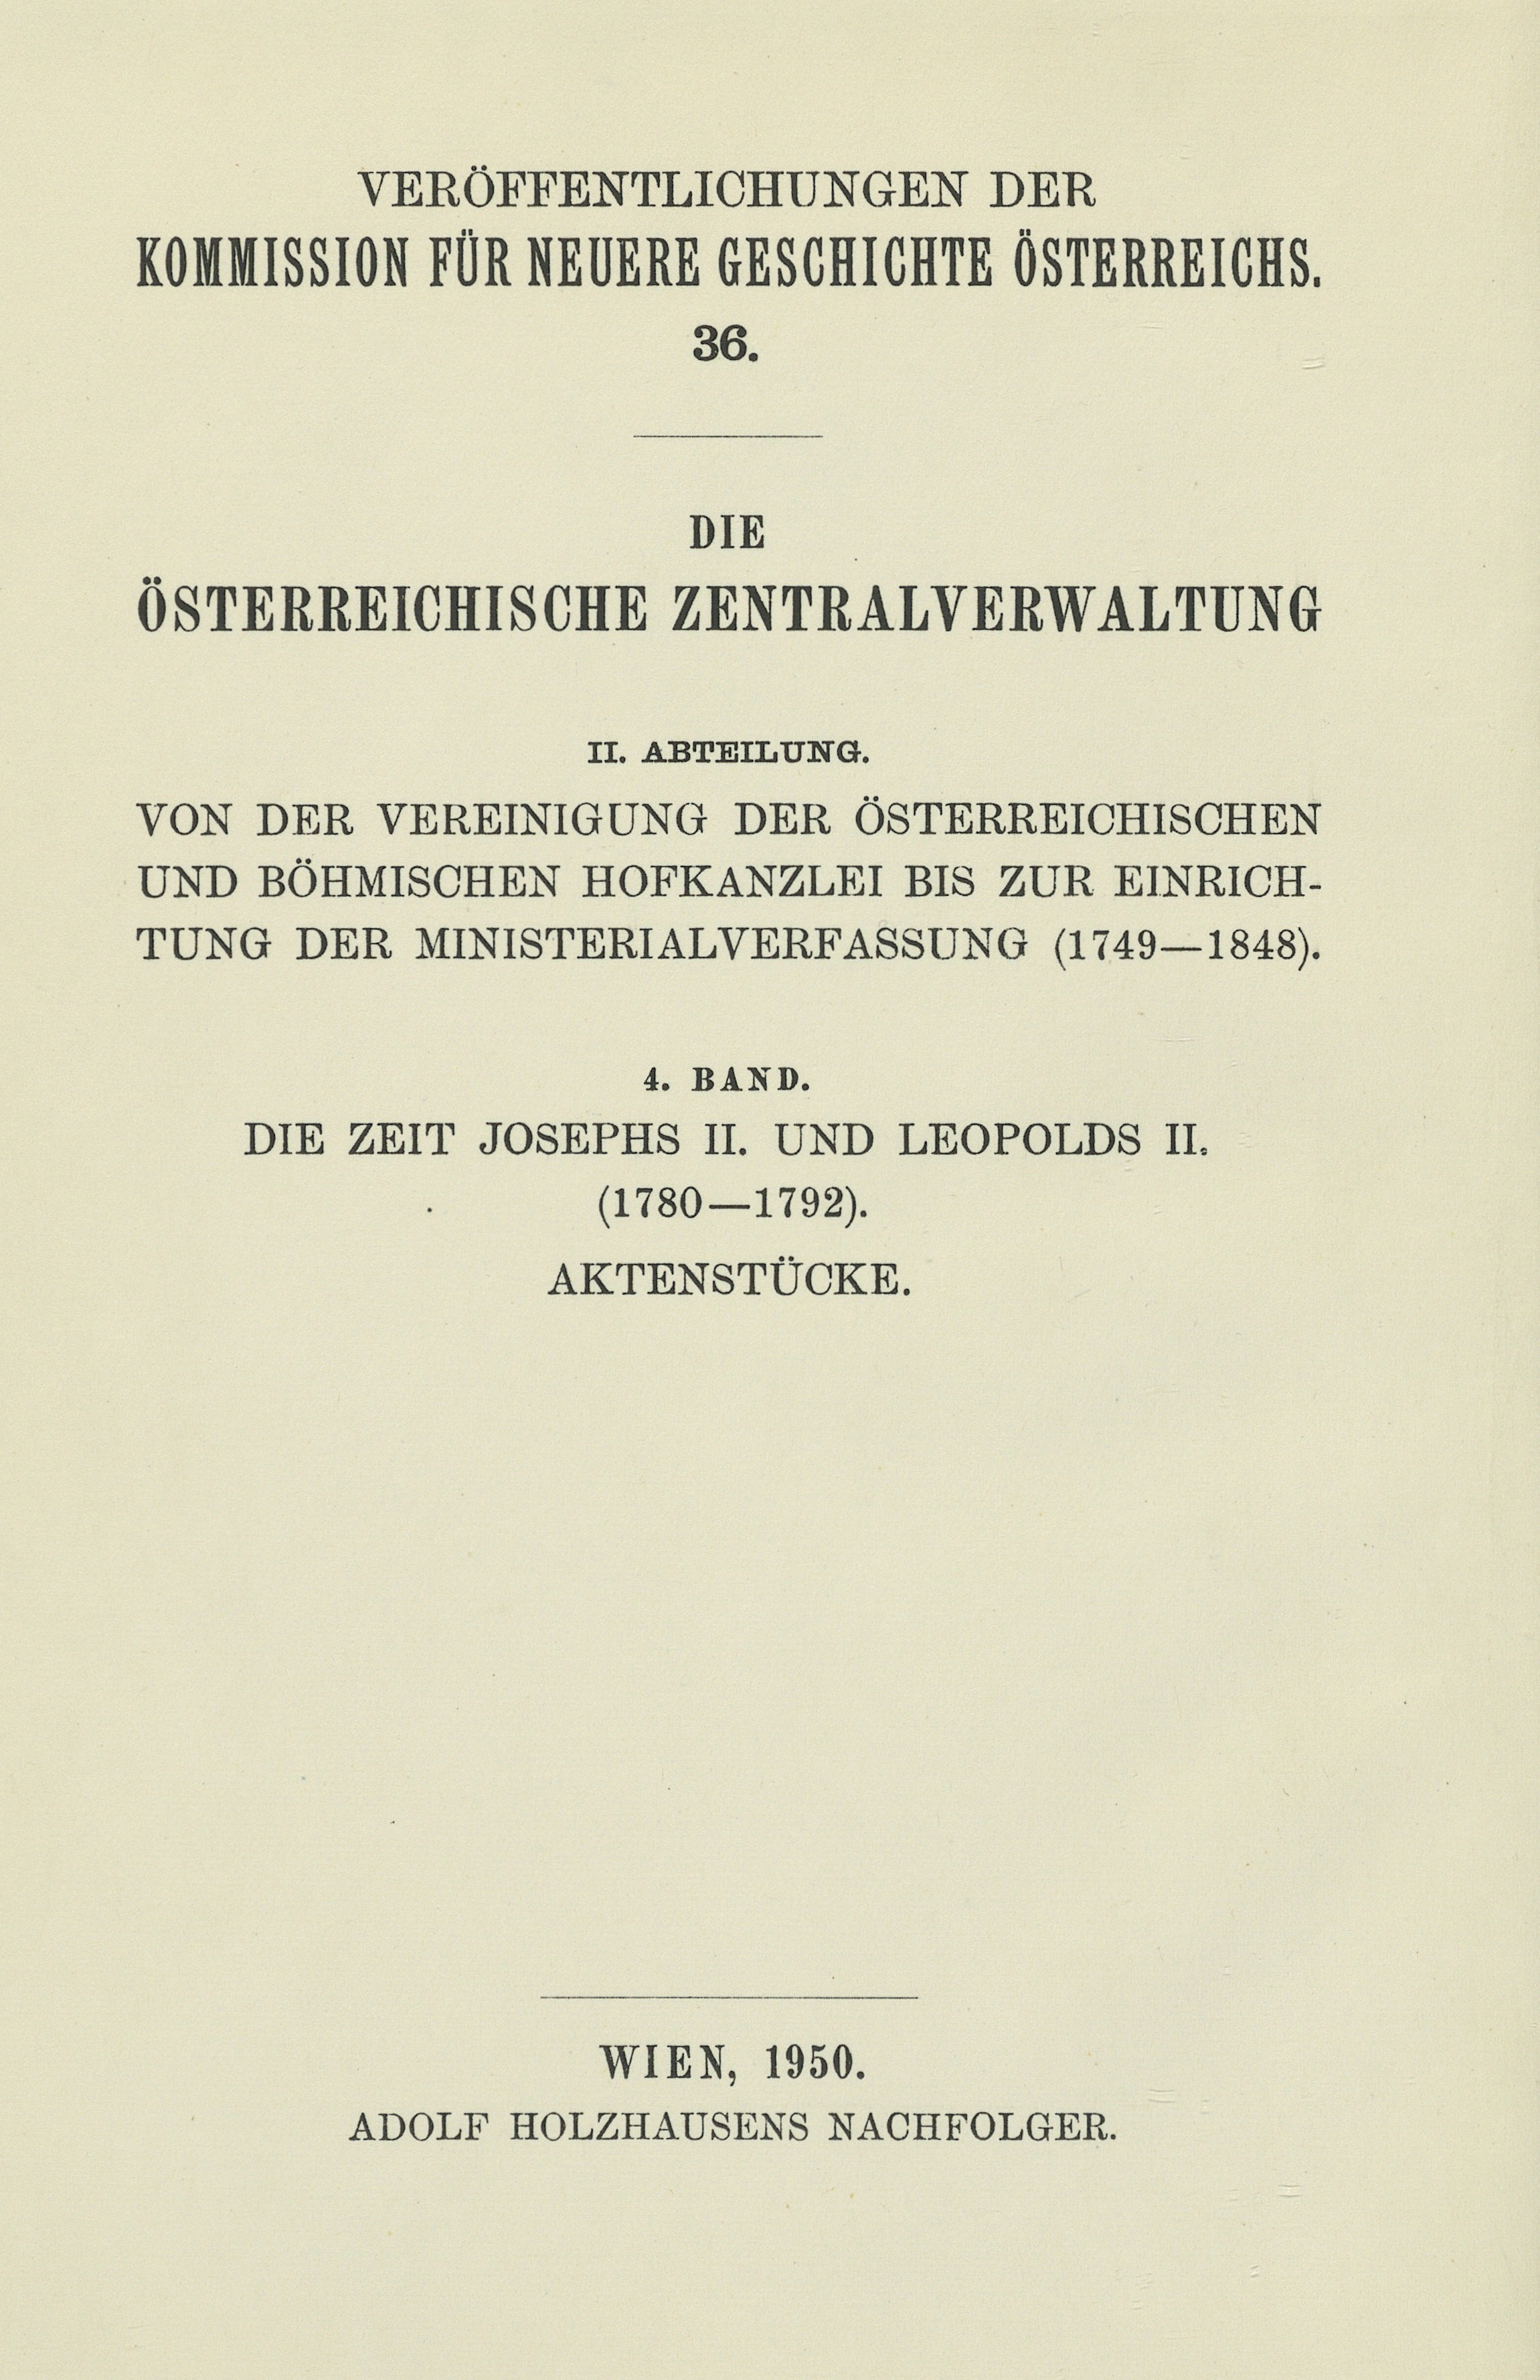 VERÖFFENTLICHUNGEN DER
KOMMISSION FÜR NEUERE GESCHICHTE ÖSTERREICHS.
36.
DIE
ÖSTERREICHISCHE ZENTRALVERWALTUNG
II. ABTEILUNG.
VON DER VEREINIGUNG DER ÖSTERREICHISCHEN
UND BÖHMISCHEN HOFKANZLEI BIS ZUR EINRICH-
TUNG DER MINISTERIALVERFASSUNG (1749—1848).
4. BAND.
DIE ZEIT JOSEPHS II. UND LEOPOLDS II.
(1780—1792).
AKTENSTÜCKE.
WIEN, 1950.
ADOLF HOLZHAUSENS NACHFOLGER.